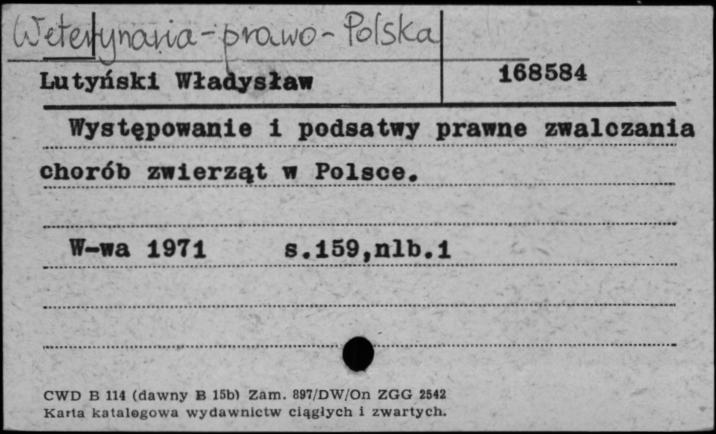 Weterynaria - prawo - Polska
Lutyński Władysław 168584
Występowanie i podsatwy prawne zwalczania
chorób zwierząt w Polsce.
W-wa 1971 s.159,nlb.1
CWD B 114 (dawny B 15b) Zam. 897/DW/On ZGG 2542
Karta katalogowa wydawnictw ciągłych i zwartych.